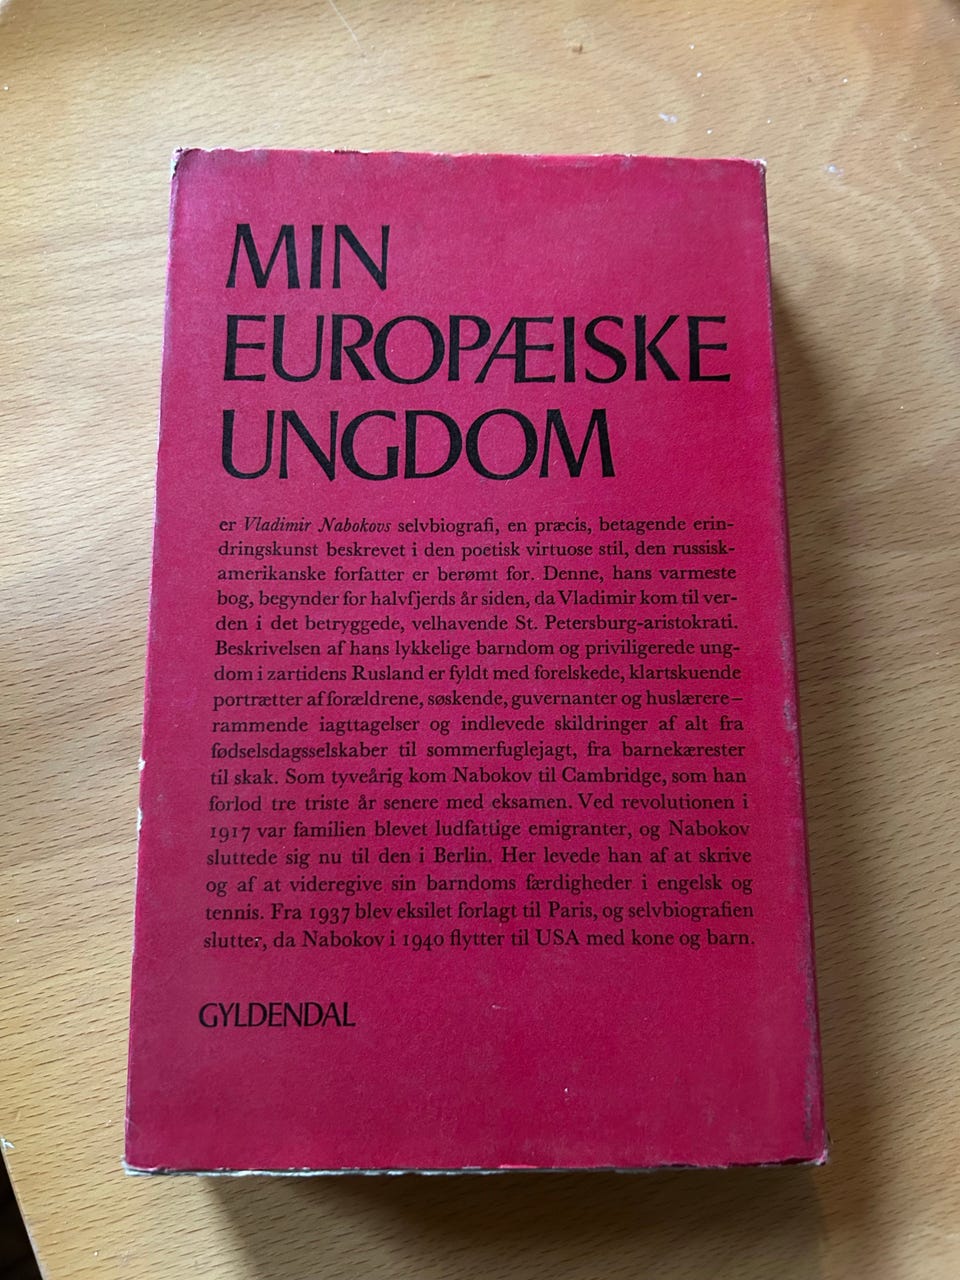 MIN
EUROPÆISKE
UNGDOM
er Vladimir Nabokovs selvbiografi, en præcis, betagende erin-
dringskunst beskrevet i den poetisk virtuose stil, den russisk-
amerikanske forfatter er berømt for. Denne, hans varmeste
bog, begynder for halvfjerds år siden, da Vladimir kom til ver-
den i det betryggede, velhavende St. Petersburg-aristokrati.
Beskrivelsen af hans lykkelige barndom og priviligerede ung-
dom i zartidens Rusland er fyldt med forelskede, klartskuende
portrætter af forældrene, søskende, guvernanter og huslærere –
rammende iagttagelser og indlevede skildringer af alt fra
fødselsdagsselskaber til sommerfuglejagt, fra barnekærester
til skak. Som tyveårig kom Nabokov til Cambridge, som han
forlod tre triste år senere med eksamen. Ved revolutionen i
1917 var familien blevet ludfattige emigranter, og Nabokov
sluttede sig nu til den i Berlin. Her levede han af at skrive
og af at videregive sin barndoms færdigheder i engelsk og
tennis. Fra 1937 blev eksilet forlagt til Paris, og selvbiografien
slutter, da Nabokov i 1940 flytter til USA med kone og barn.
GYLDENDAL